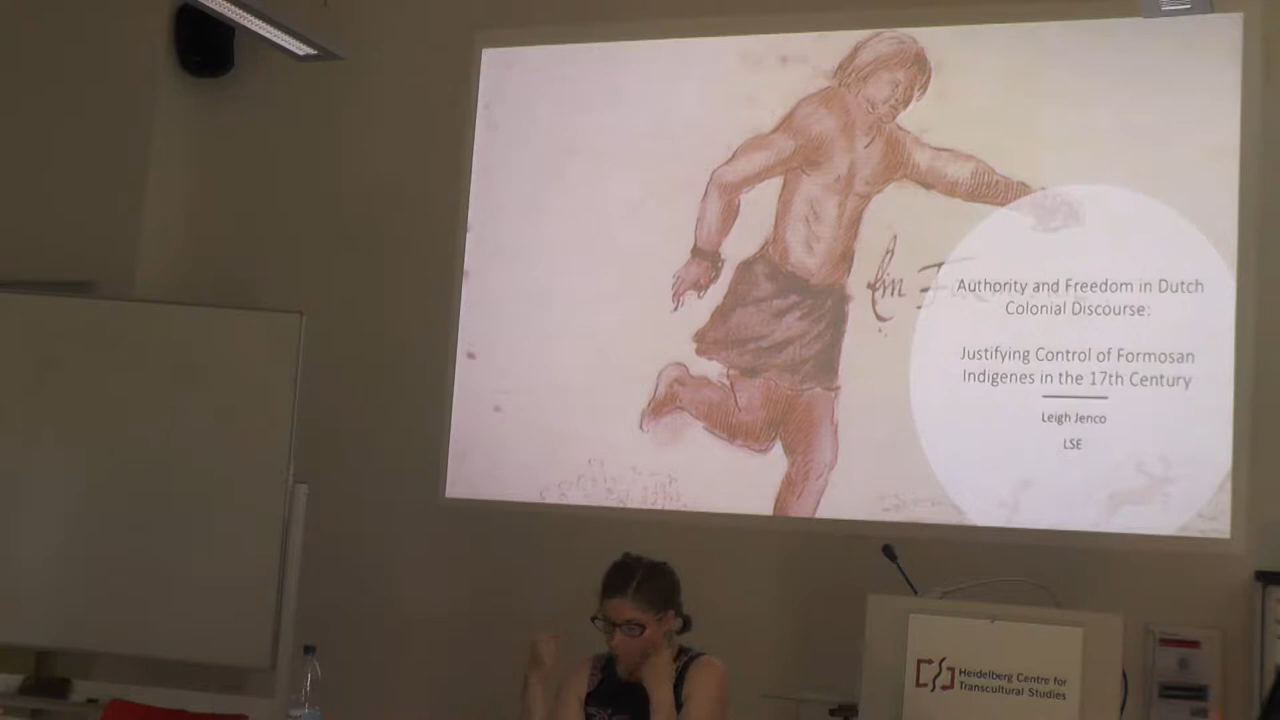 Authority and Freedom in Dutch
Colonial Discourse:
Justifying Control of Formosan
Indigenes in the 17th Century
Leigh Jenco
LSE
Heidelberg Centre for
Transcultural Studies